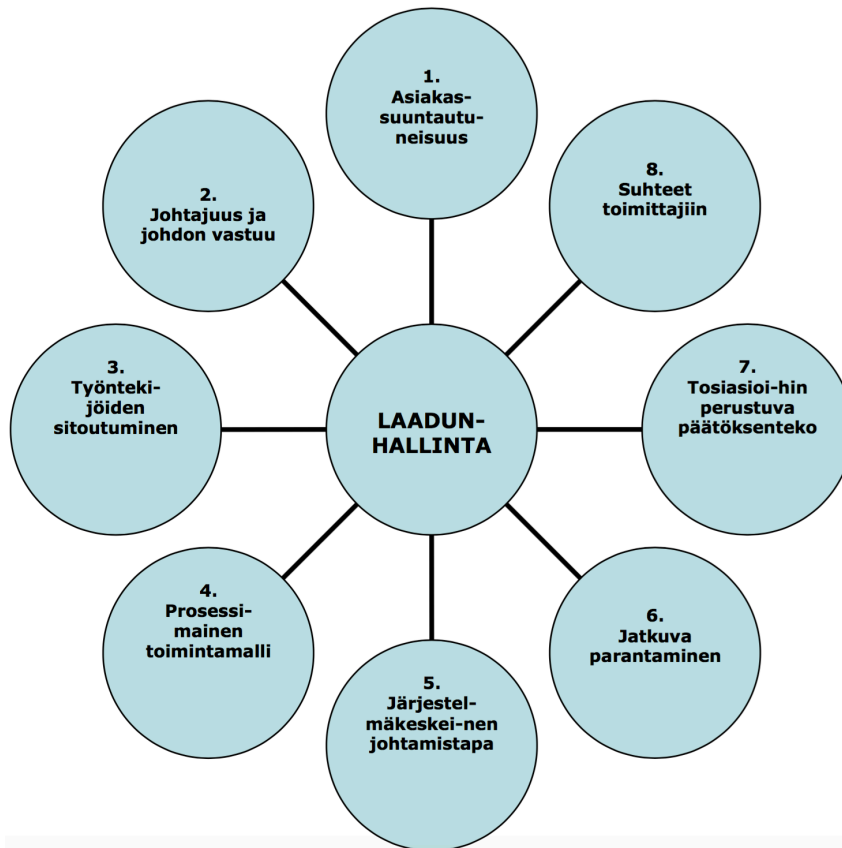 1.
Asiakas-
suuntautu-
neisuus
2.
Johtajuus ja
johdon vastuu
3.
Työnteki-
jöiden
sitoutuminen
4.
Prosessi-
mainen
toimintamalli
5.
Järjestel-
mäkeskei-nen
johtamistapa
6.
Jatkuva
parantaminen
7.
Tosiasioi-hin
perustuva
päätöksenteko
8.
Suhteet
toimittajiin
LAADUN-
HALLINTA